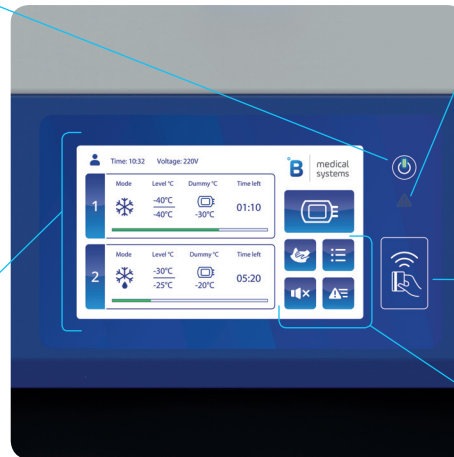 Time: 10:32 Voltage: 220V
B medical systems
1
Mode Level °C Dummy °C Time left
-40°C
-40°C
-30°C
01:10
2
Mode Level °C Dummy °C Time left
-30°C
-25°C
-20°C
05:20